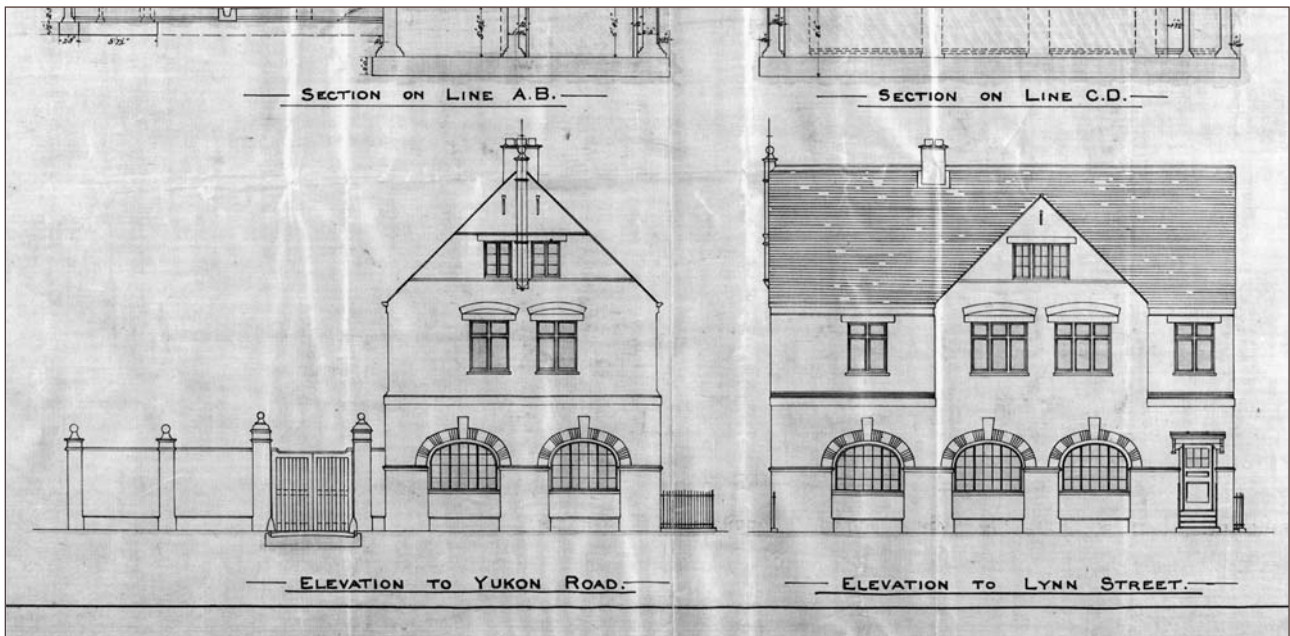 SECTION ON LINE A.B.
SECTION ON LINE C.D.
ELEVATION TO YUKON ROAD.
ELEVATION TO LYNN STREET.